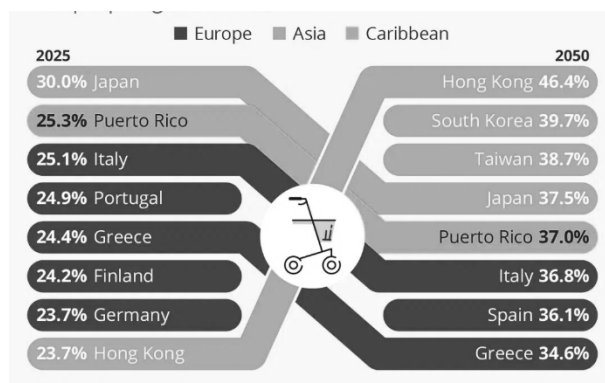 Europe Asia Caribbean
2025
2050
30.0% Japan
Hong Kong 46.4%
25.3% Puerto Rico
South Korea 39.7%
25.1% Italy
Taiwan 38.7%
24.9% Portugal
Japan 37.5%
24.4% Greece
Puerto Rico 37.0%
24.2% Finland
Italy 36.8%
23.7% Germany
Spain 36.1%
23.7% Hong Kong
Greece 34.6%